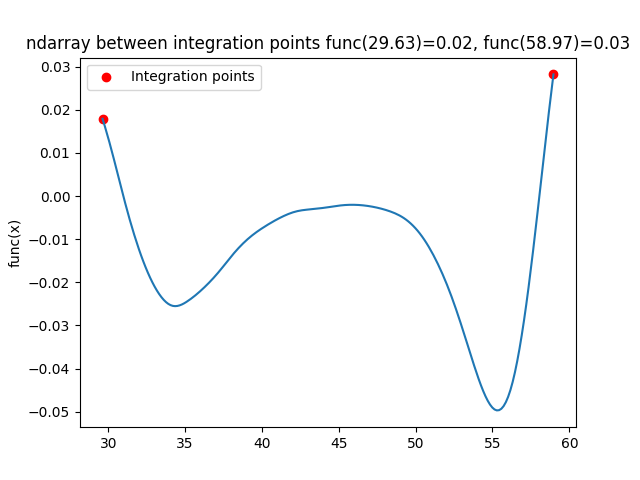 ndarray between integration points func(29.63)=0.02, func(58.97)=0.03
Integration points
func(x)
0.03
0.02
0.01
0.00
−0.01
−0.02
−0.03
−0.04
−0.05
30 35 40 45 50 55 60